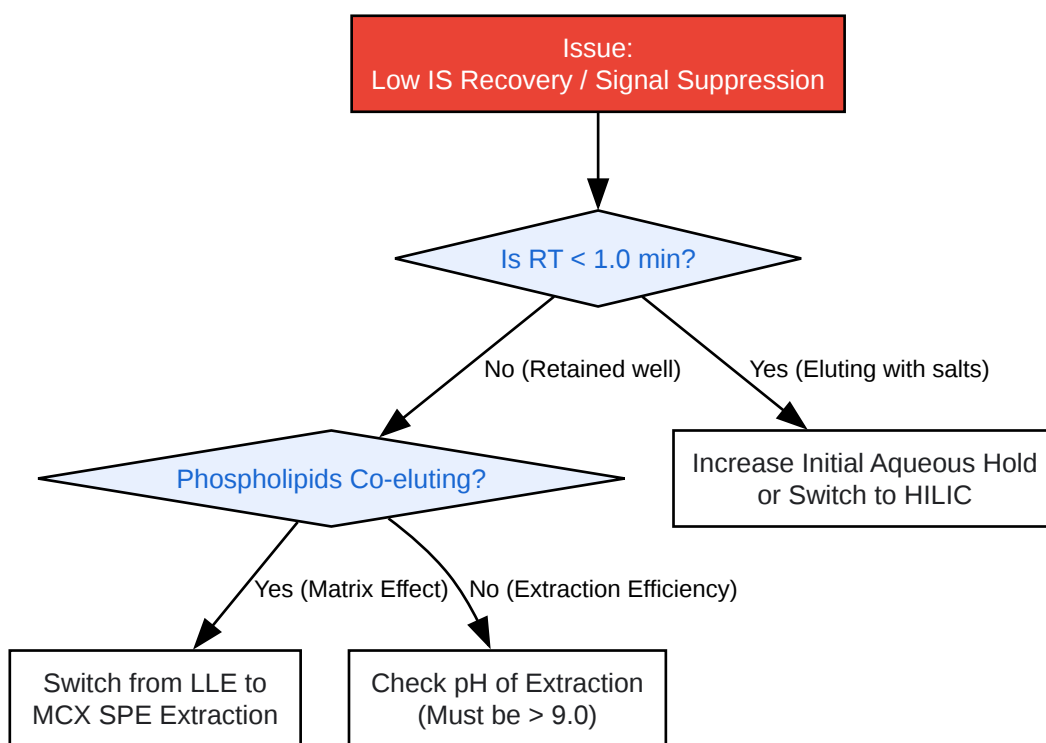 Issue:
Low IS Recovery / Signal Suppression
Is RT < 1.0 min?
No (Retained well)
Yes (Eluting with salts)
Phospholipids Co-eluting?
Increase Initial Aqueous Hold
or Switch to HILIC
Yes (Matrix Effect)
No (Extraction Efficiency)
Switch from LLE to
MCX SPE Extraction
Check pH of Extraction
(Must be > 9.0)